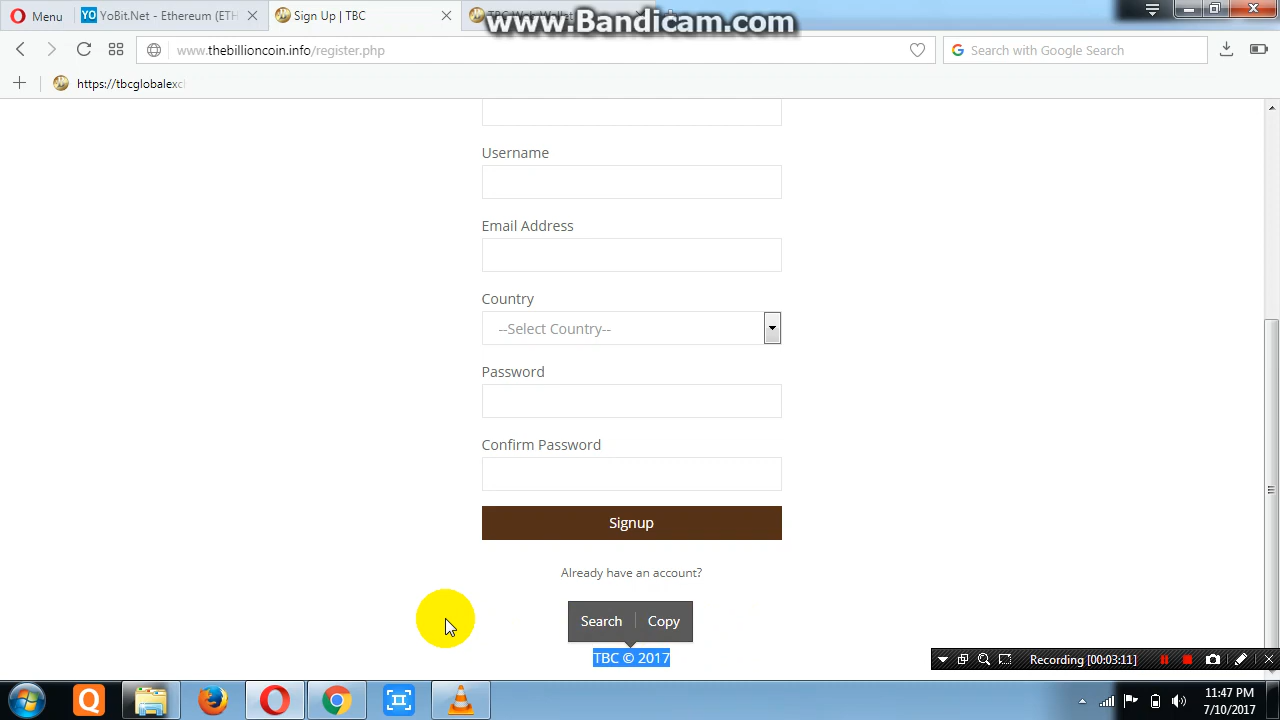 www.Bandicam.com
Menu
YoBit.Net - Ethereum (ETH
Sign Up | TBC
www.thebillioncoin.info/register.php
Search with Google Search
https://tbcglobalexcl
Username
Email Address
Country
--Select Country--
Password
Confirm Password
Signup
Already have an account?
Search
Copy
TBC © 2017
Recording [00:03:11]
11:47 PM
7/10/2017